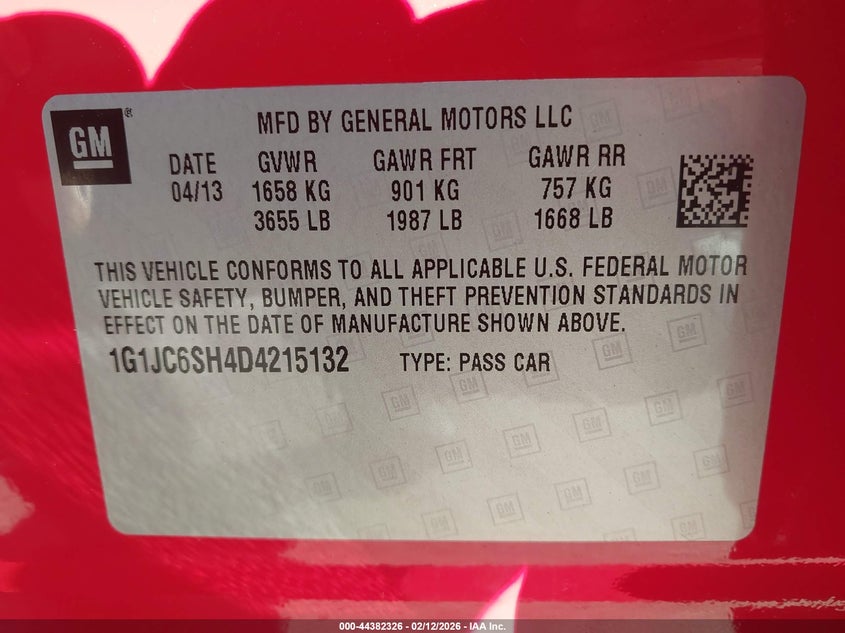 GM ®
MFD BY GENERAL MOTORS LLC
DATE GVWR GAWR FRT GAWR RR
04/13 1658 KG 901 KG 757 KG
3655 LB 1987 LB 1668 LB
THIS VEHICLE CONFORMS TO ALL APPLICABLE U.S. FEDERAL MOTOR
VEHICLE SAFETY, BUMPER, AND THEFT PREVENTION STANDARDS IN
EFFECT ON THE DATE OF MANUFACTURE SHOWN ABOVE.
1G1JC6SH4D4215132 TYPE: PASS CAR
000-44382326 - 02/12/2026 - IAA Inc.